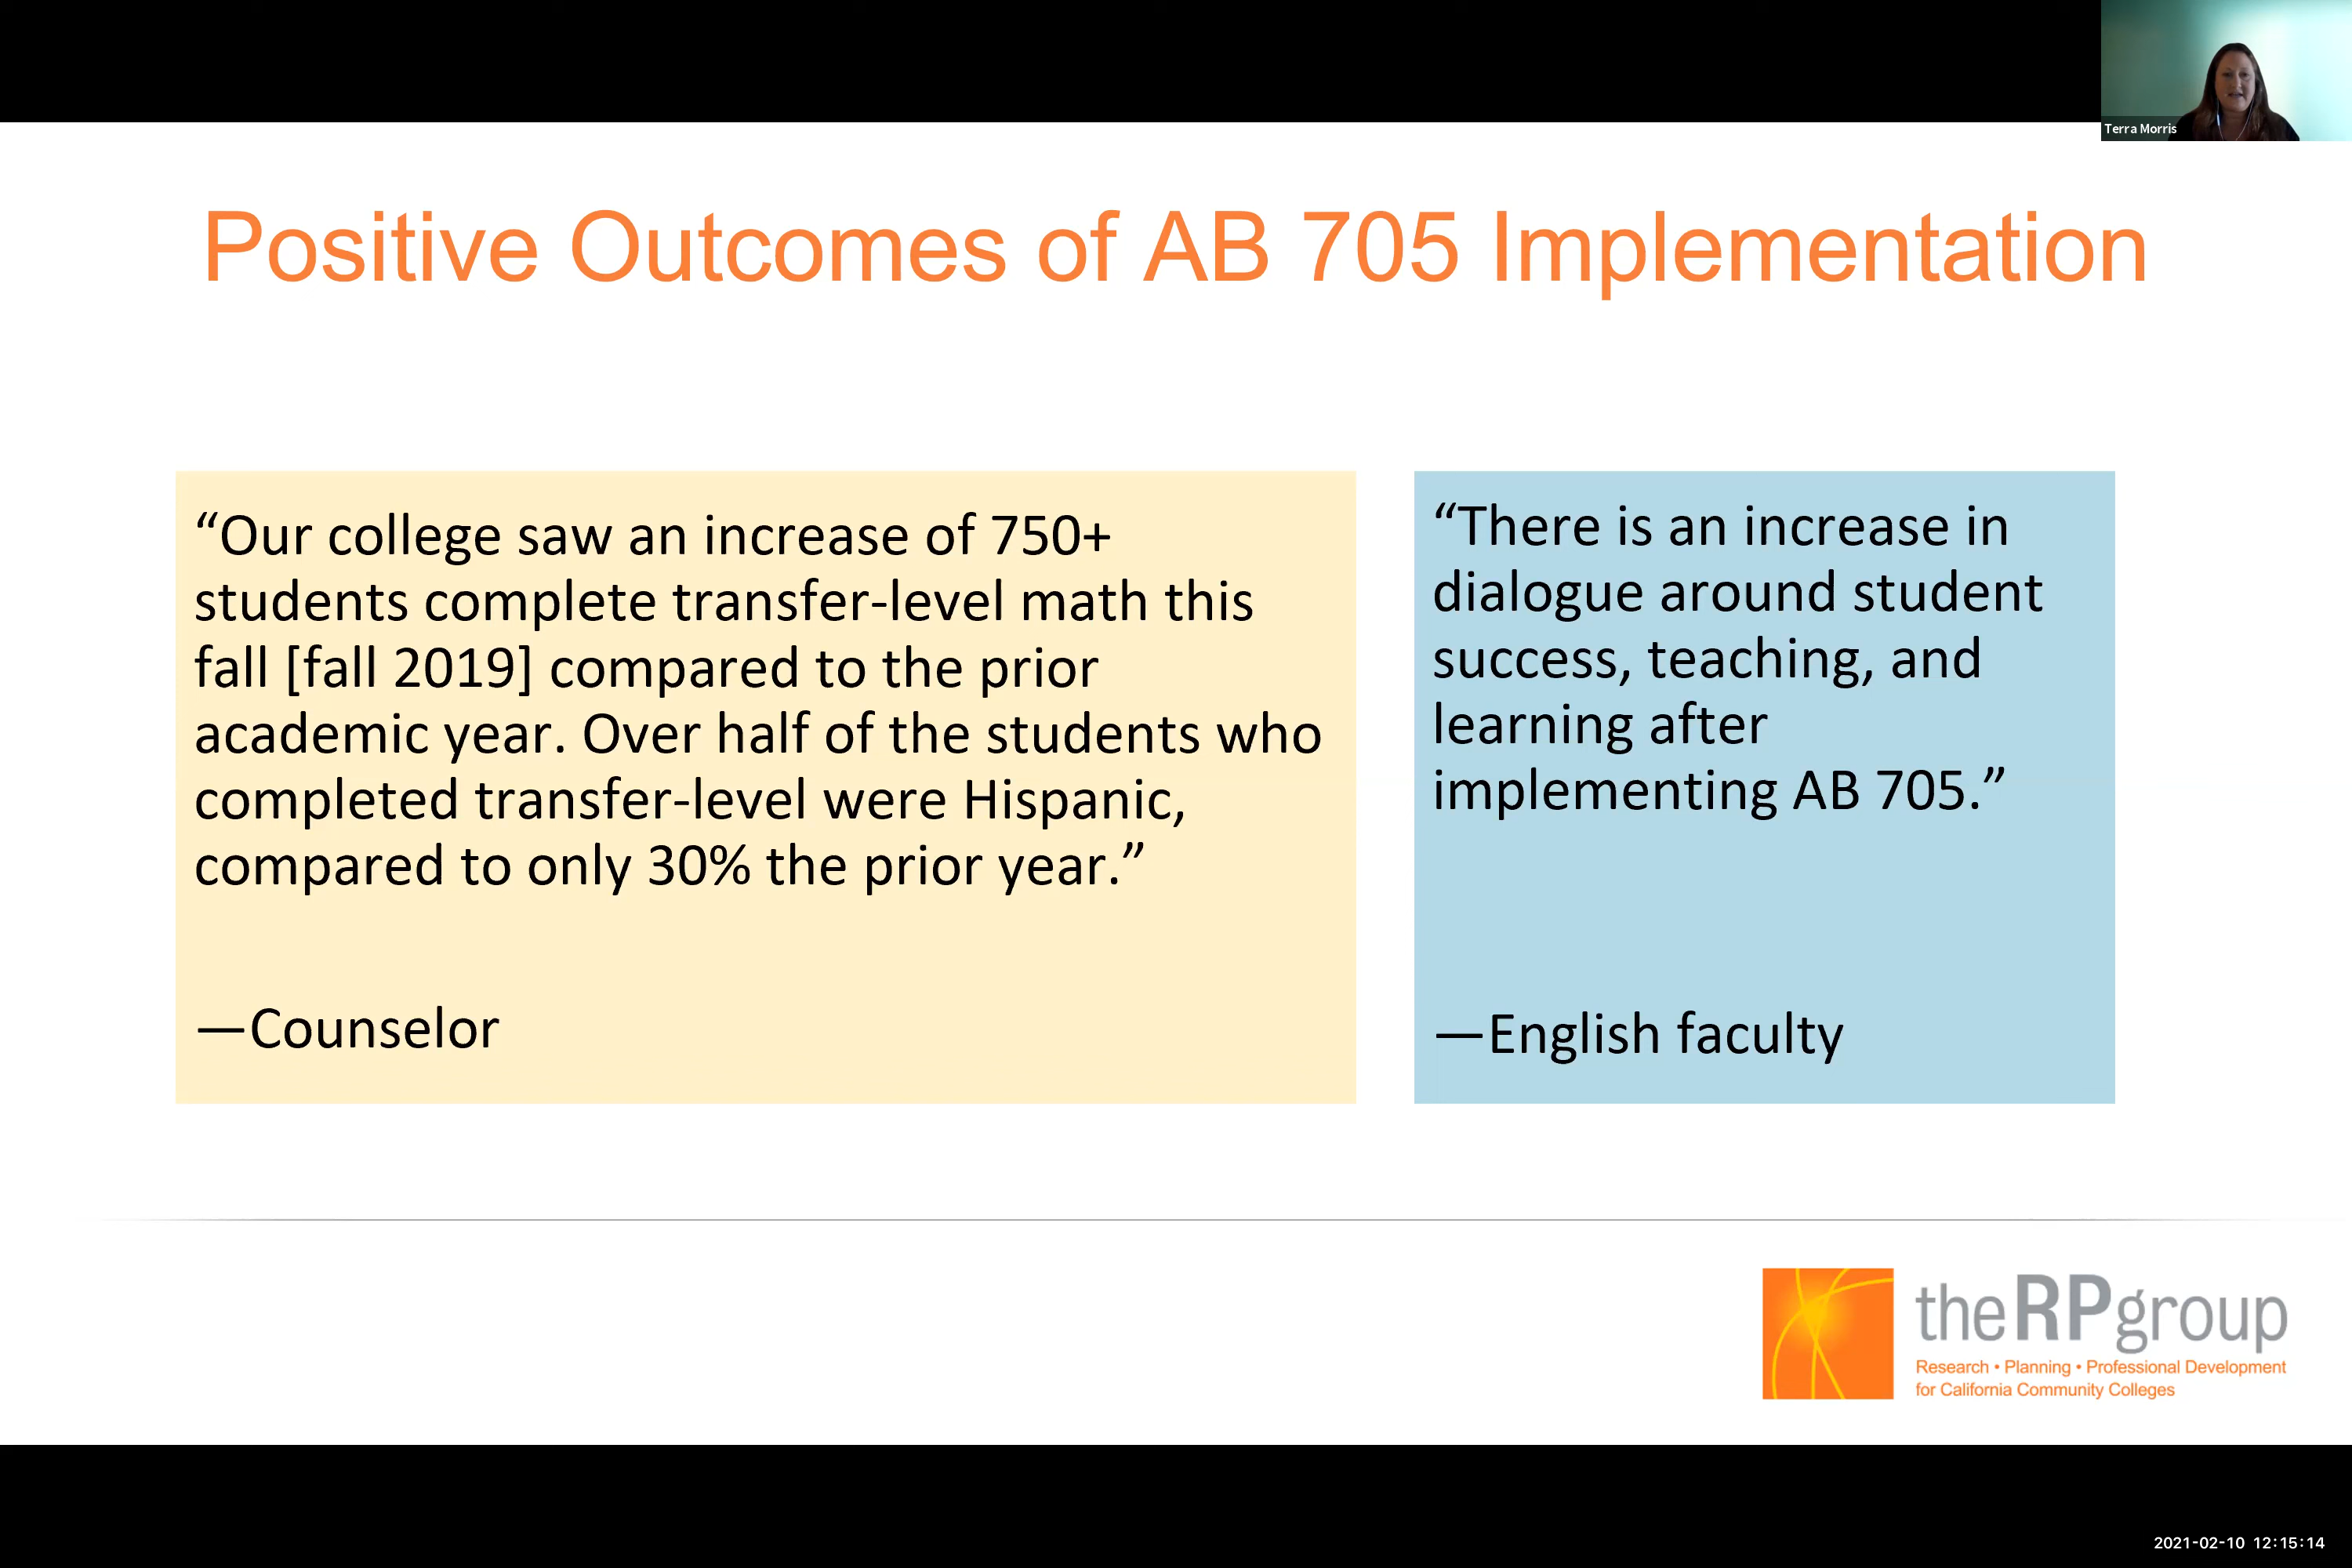 Terra Morris
Positive Outcomes of AB 705 Implementation
“Our college saw an increase of 750+
students complete transfer-level math this
fall [fall 2019] compared to the prior
academic year. Over half of the students who
completed transfer-level were Hispanic,
compared to only 30% the prior year.”
—Counselor
“There is an increase in
dialogue around student
success, teaching, and
learning after
implementing AB 705.”
—English faculty
theRPgroup
Research • Planning • Professional Development
for California Community Colleges
2021-02-10 12:15:14